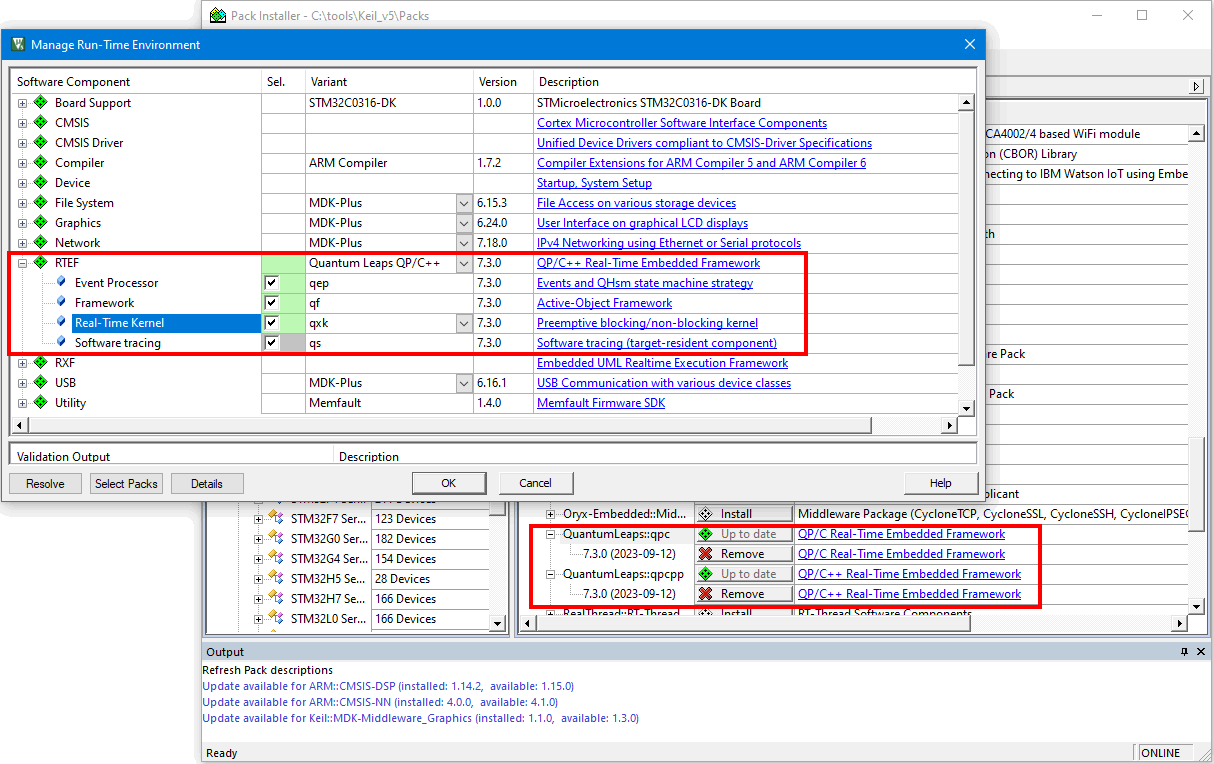 Pack Installer - C:\tools\Keil_v5\Packs
Manage Run-Time Environment
Software Component Sel. Variant Version Description
Board Support STM32C0316-DK 1.0.0 STMicroelectronics STM32C0316-DK Board
CMSIS Cortex Microcontroller Software Interface Components
CMSIS Driver Unified Device Drivers compliant to CMSIS-Driver Specifications
Compiler ARM Compiler 1.7.2 Compiler Extensions for ARM Compiler 5 and ARM Compiler 6
Device Startup, System Setup
File System MDK-Plus 6.15.3 File Access on various storage devices
Graphics MDK-Plus 6.24.0 User Interface on graphical LCD displays
Network MDK-Plus 7.18.0 IPv4 Networking using Ethernet or Serial protocols
RTEF Quantum Leaps QP/C++ 7.3.0 QP/C++ Real-Time Embedded Framework
Event Processor qep 7.3.0 Events and QHsm state machine strategy
Framework qf 7.3.0 Active-Object Framework
Real-Time Kernel qxk 7.3.0 Preemptive blocking/non-blocking kernel
Software tracing qs 7.3.0 Software tracing (target-resident component)
RXF Embedded UML Realtime Execution Framework
USB MDK-Plus 6.16.1 USB Communication with various device classes
Utility Memfault 1.4.0 Memfault Firmware SDK
Validation Output Description
Resolve Select Packs Details OK Cancel Help
CA4002/4 based WiFi module
on (CBOR) Library
necting to IBM Watson IoT using Embe
th
re Pack
Pack
plicant
STM32F7 Ser... 123 Devices
STM32G0 Ser... 182 Devices
STM32G4 Ser... 154 Devices
STM32H5 Ser... 28 Devices
STM32H7 Ser... 166 Devices
STM32L0 Ser... 166 Devices
Oryx-Embedded::Mid... Install Middleware Package (CycloneTCP, CycloneSSL, CycloneSSH, CycloneIPSEC
QuantumLeaps::qpc Up to date QP/C Real-Time Embedded Framework
7.3.0 (2023-09-12) Remove QP/C Real-Time Embedded Framework
QuantumLeaps::qpcpp Up to date QP/C++ Real-Time Embedded Framework
7.3.0 (2023-09-12) Remove QP/C++ Real-Time Embedded Framework
RealThread::RT-Thread Install RT-Thread Software Components
Output
Refresh Pack descriptions
Update available for ARM::CMSIS-DSP (installed: 1.14.2, available: 1.15.0)
Update available for ARM::CMSIS-NN (installed: 4.0.0, available: 4.1.0)
Update available for Keil::MDK-Middleware_Graphics (installed: 1.1.0, available: 1.3.0)
Ready ONLINE